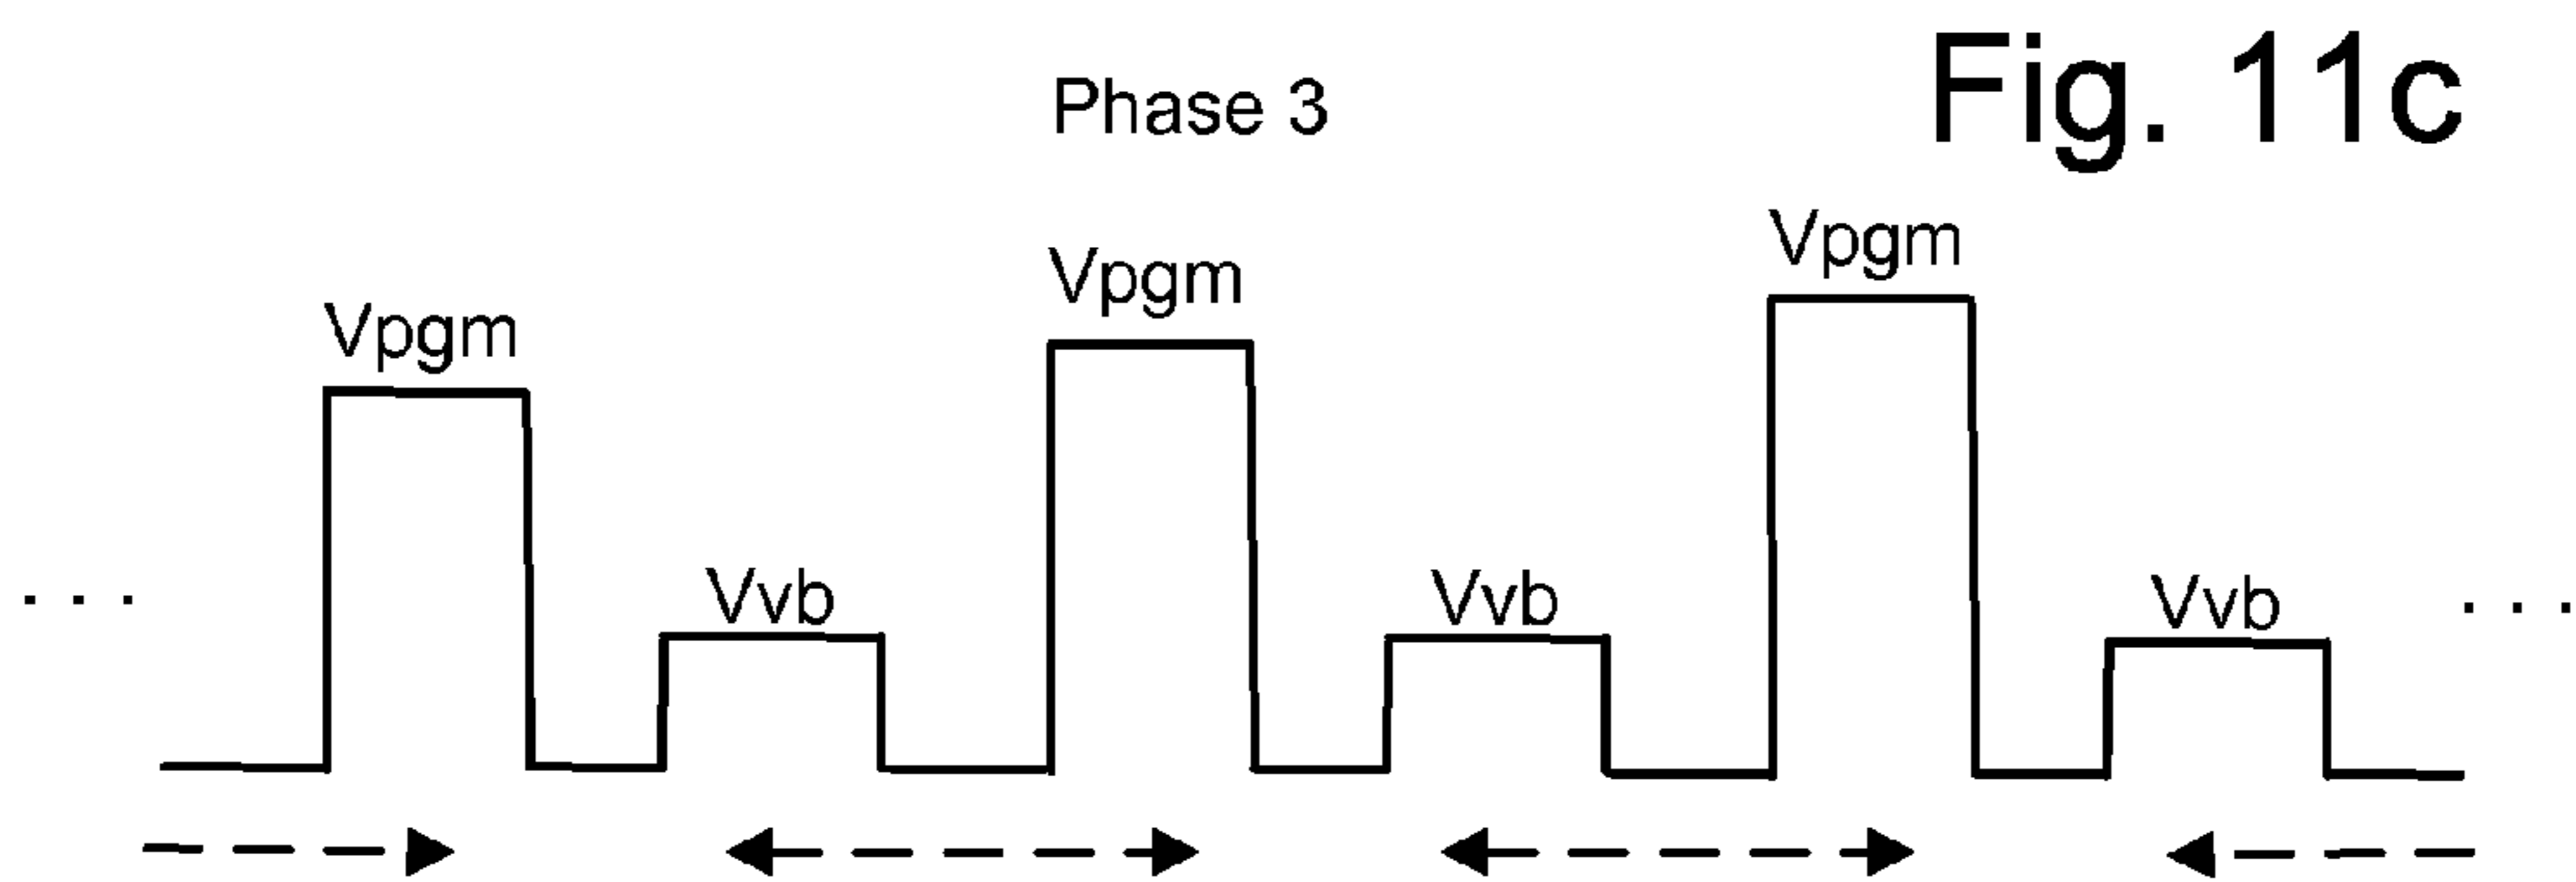 Fig. 11c
Phase 3
Vpgm
Vpgm
Vpgm
. . .
Vvb
Vvb
Vvb
. . .